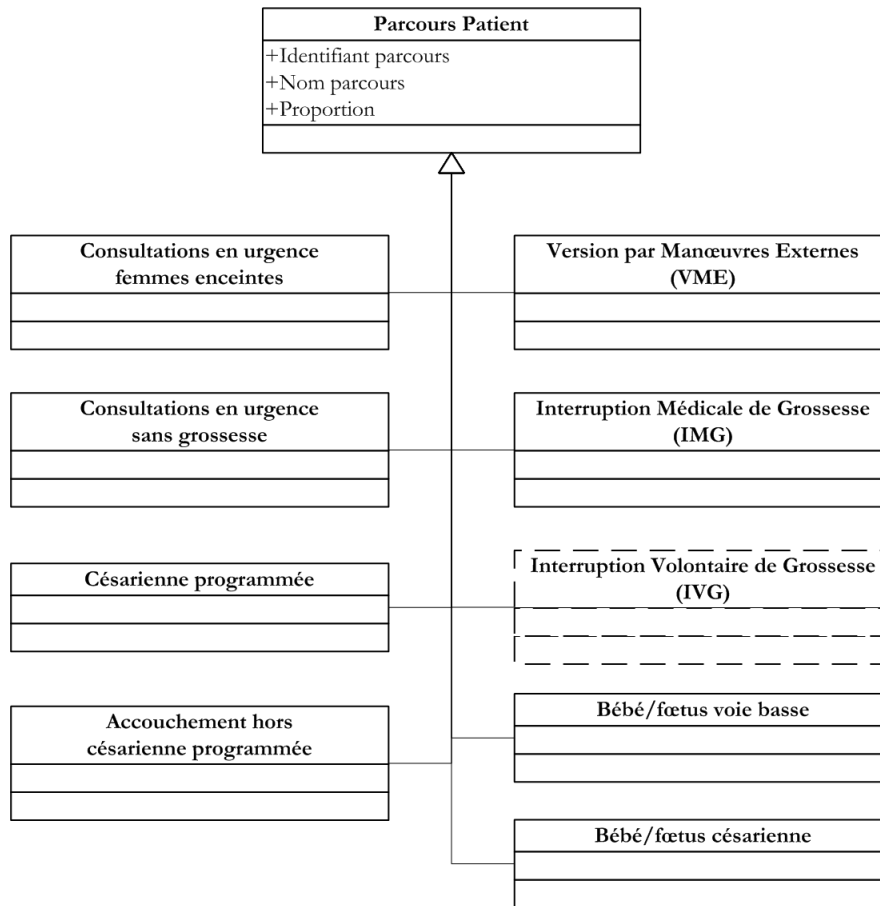 Parcours Patient
+Identifiant parcours
+Nom parcours
+Proportion
Consultations en urgence
femmes enceintes
Version par Manœuvres Externes
(VME)
Consultations en urgence
sans grossesse
Interruption Médicale de Grossesse
(IMG)
Césarienne programmée
Interruption Volontaire de Grossesse
(IVG)
Accouchement hors
césarienne programmée
Bébé/fœtus voie basse
Bébé/fœtus césarienne